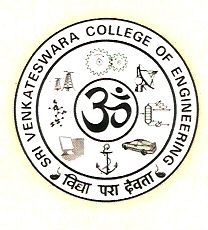 SRI VENKATESWARA COLLEGE OF ENGINEERING
ॐ
विद्या परा देवता